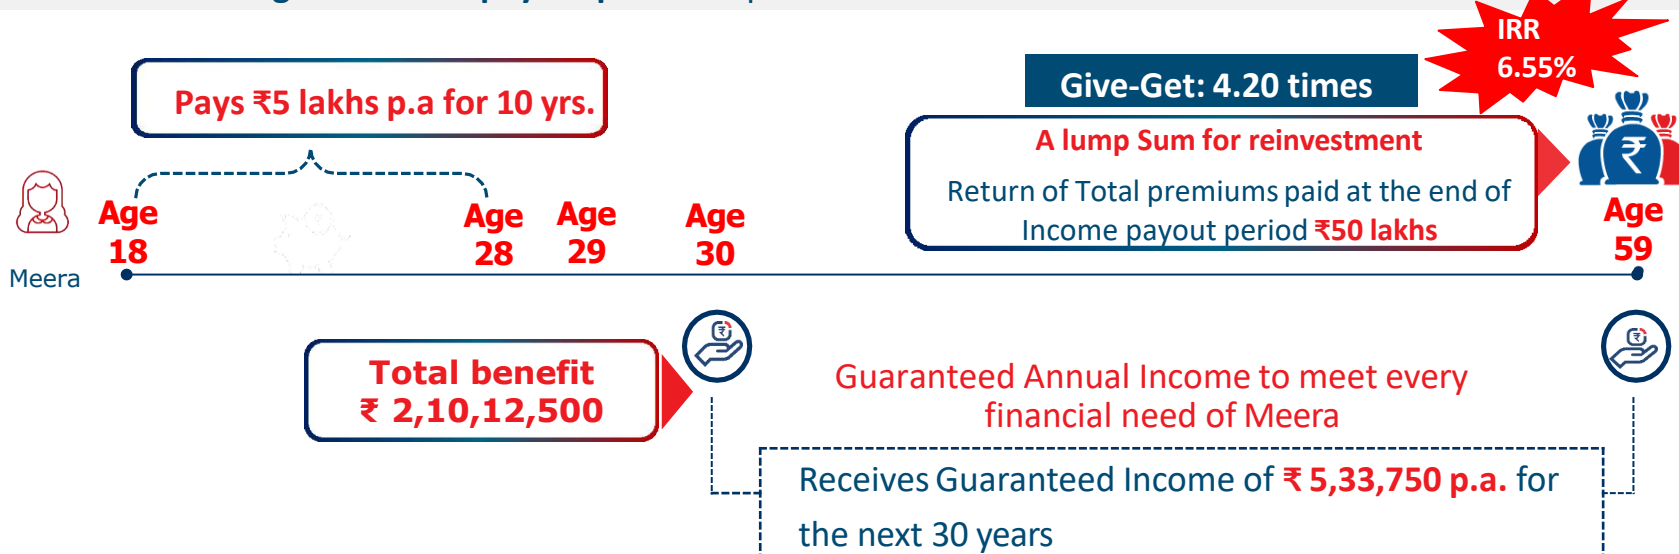 IRR
6.55%
Give-Get: 4.20 times
Pays ₹5 lakhs p.a for 10 yrs.
A lump Sum for reinvestment
Return of Total premiums paid at the end of
Income payout period ₹50 lakhs
Meera
Age
18
Age
28
Age
29
Age
30
Age
59
Total benefit
₹ 2,10,12,500
Guaranteed Annual Income to meet every
financial need of Meera
Receives Guaranteed Income of ₹ 5,33,750 p.a. for
the next 30 years